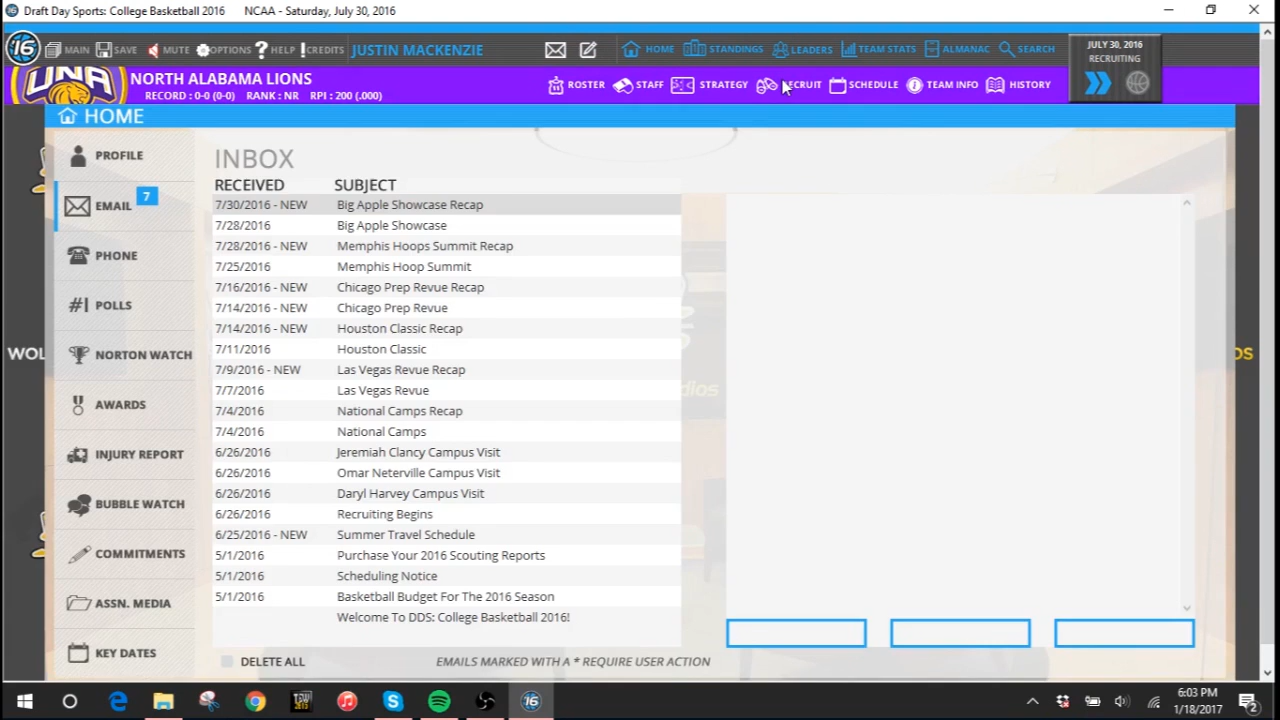 Draft Day Sports: College Basketball 2016 NCAA - Saturday, July 30, 2016
16 MAIN SAVE MUTE OPTIONS HELP CREDITS JUSTIN MACKENZIE HOME STANDINGS LEADERS TEAM STATS ALMANAC SEARCH
JULY 30, 2016
RECRUITING
UNA NORTH ALABAMA LIONS
RECORD : 0-0 (0-0) RANK : NR RPI : 200 (.000)
ROSTER STAFF STRATEGY RECRUIT SCHEDULE TEAM INFO HISTORY
HOME
PROFILE
EMAIL 7
PHONE
#1 POLLS
NORTON WATCH
AWARDS
INJURY REPORT
BUBBLE WATCH
COMMITMENTS
ASSN. MEDIA
KEY DATES
INBOX
RECEIVED SUBJECT
7/30/2016 - NEW Big Apple Showcase Recap
7/28/2016 Big Apple Showcase
7/28/2016 - NEW Memphis Hoops Summit Recap
7/25/2016 Memphis Hoop Summit
7/16/2016 - NEW Chicago Prep Revue Recap
7/14/2016 - NEW Chicago Prep Revue
7/14/2016 - NEW Houston Classic Recap
7/11/2016 Houston Classic
7/9/2016 - NEW Las Vegas Revue Recap
7/7/2016 Las Vegas Revue
7/4/2016 National Camps Recap
7/4/2016 National Camps
6/26/2016 Jeremiah Clancy Campus Visit
6/26/2016 Omar Neterville Campus Visit
6/26/2016 Daryl Harvey Campus Visit
6/26/2016 Recruiting Begins
6/25/2016 - NEW Summer Travel Schedule
5/1/2016 Purchase Your 2016 Scouting Reports
5/1/2016 Scheduling Notice
5/1/2016 Basketball Budget For The 2016 Season
Welcome To DDS: College Basketball 2016!
DELETE ALL EMAILS MARKED WITH A * REQUIRE USER ACTION
WOL
dios
DS
16
6:03 PM
1/18/2017
2